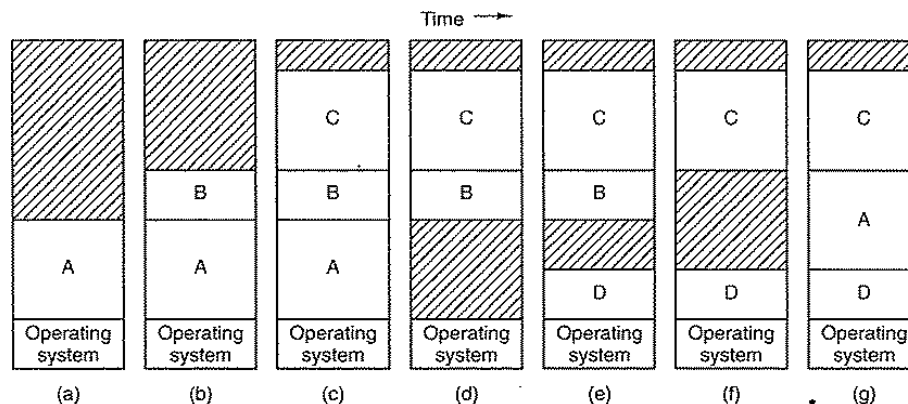 Time
C
C
C
C
C
B
B
B
B
A
A
A
A
D
D
D
Operating
system
Operating
system
Operating
system
Operating
system
Operating
system
Operating
system
Operating
system
(a)
(b)
(c)
(d)
(e)
(f)
(g)